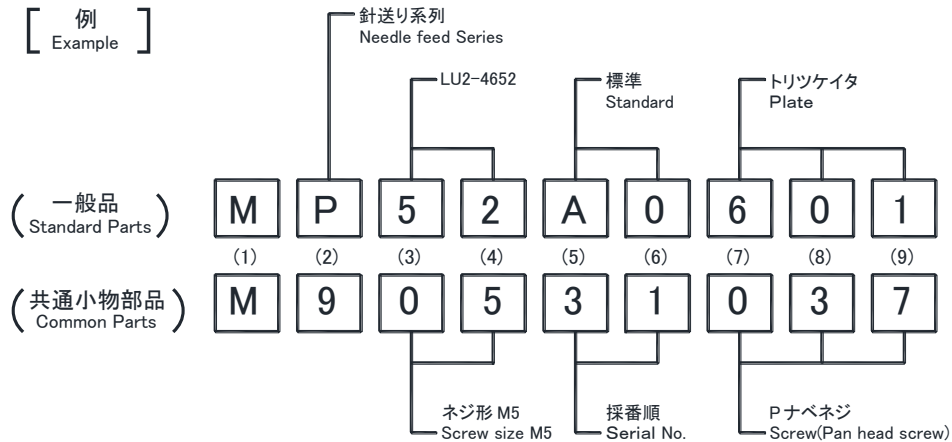 [ 例
Example ]
針送り系列
Needle feed Series
LU2-4652
標準
Standard
トリツケイタ
Plate
( 一般品
Standard Parts )
M P 5 2 A 0 6 0 1
(1) (2) (3) (4) (5) (6) (7) (8) (9)
( 共通小物部品
Common Parts )
M 9 0 5 3 1 0 3 7
ネジ形 M5
Screw size M5
採番順
Serial No.
Pナベネジ
Screw(Pan head screw)